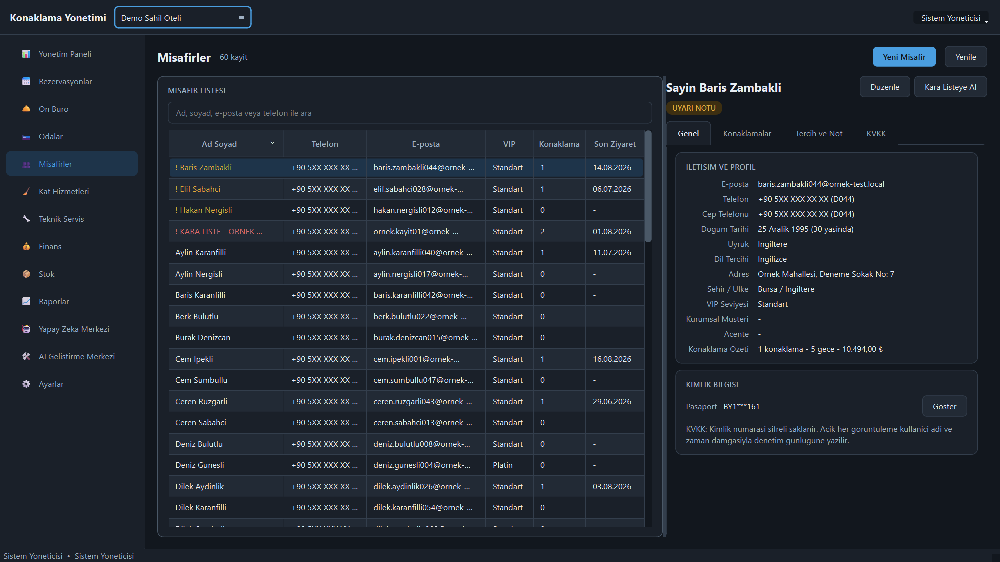 Konaklama Yonetimi
Demo Sahil Oteli
Sistem Yoneticisi
Yonetim Paneli
Rezervasyonlar
On Buro
Odalar
Misafirler
Kat Hizmetleri
Teknik Servis
Finans
Stok
Raporlar
Yapay Zeka Merkezi
AI Gelistirme Merkezi
Ayarlar
Misafirler 60 kayit
Yeni Misafir
Yenile
MISAFIR LISTESI
Ad, soyad, e-posta veya telefon ile ara
Ad Soyad Telefon E-posta VIP Konaklama Son Ziyaret
! Baris Zambakli +90 5XX XXX XX ... baris.zambakli044@ornek-... Standart 1 14.08.2026
! Elif Sabahci +90 5XX XXX XX ... elif.sabahci028@ornek-... Standart 1 06.07.2026
! Hakan Nergisli +90 5XX XXX XX ... hakan.nergisli012@ornek-... Standart 0 -
! KARA LISTE - ORNEK ... +90 5XX XXX XX ... ornek.kayit01@ornek-... Standart 2 01.08.2026
Aylin Karanfilli +90 5XX XXX XX ... aylin.karanfilli040@ornek-... Standart 1 11.07.2026
Aylin Nergisli +90 5XX XXX XX ... aylin.nergisli017@ornek-... Standart 0 -
Baris Karanfilli +90 5XX XXX XX ... baris.karanfilli042@ornek-... Standart 0 -
Berk Bulutlu +90 5XX XXX XX ... berk.bulutlu022@ornek-... Standart 0 -
Burak Denizcan +90 5XX XXX XX ... burak.denizcan015@ornek-... Standart 0 -
Cem Ipekli +90 5XX XXX XX ... cem.ipekli001@ornek-... Standart 1 16.08.2026
Cem Sumbullu +90 5XX XXX XX ... cem.sumbullu047@ornek-... Standart 0 -
Ceren Ruzgarli +90 5XX XXX XX ... ceren.ruzgarli043@ornek-... Standart 1 29.06.2026
Ceren Sabahci +90 5XX XXX XX ... ceren.sabahci013@ornek-... Standart 0 -
Deniz Bulutlu +90 5XX XXX XX ... deniz.bulutlu008@ornek-... Standart 0 -
Deniz Gunesli +90 5XX XXX XX ... deniz.gunesli004@ornek-... Platin 0 -
Dilek Aydinlik +90 5XX XXX XX ... dilek.aydinlik026@ornek-... Standart 1 03.08.2026
Dilek Karanfilli +90 5XX XXX XX ... dilek.karanfilli054@ornek-... Standart 0 -
Sayin Baris Zambakli
Duzenle
Kara Listeye Al
UYARI NOTU
Genel Konaklamalar Tercih ve Not KVKK
ILETISIM VE PROFIL
E-posta baris.zambakli044@ornek-test.local
Telefon +90 5XX XXX XX XX (D044)
Cep Telefonu +90 5XX XXX XX XX (D044)
Dogum Tarihi 25 Aralik 1995 (30 yasinda)
Uyruk Ingiltere
Dil Tercihi Ingilizce
Adres Ornek Mahallesi, Deneme Sokak No: 7
Sehir / Ulke Bursa / Ingiltere
VIP Seviyesi Standart
Kurumsal Musteri -
Acente -
Konaklama Ozeti 1 konaklama - 5 gece - 10.494,00 ₺
KIMLIK BILGISI
Pasaport BY1***161
Goster
KVKK: Kimlik numarasi sifreli saklanir. Acik her goruntuleme kullanici adi ve
zaman damgasiyla denetim gunlugune yazilir.
Sistem Yoneticisi • Sistem Yoneticisi